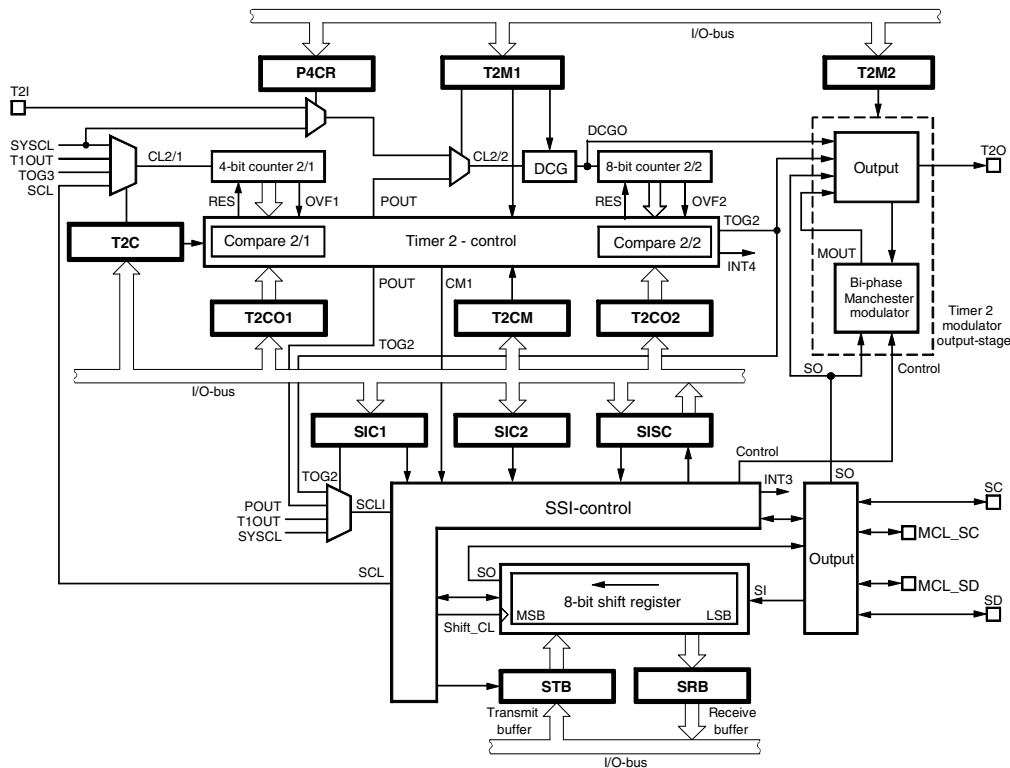 I/O-bus
P4CR
T2M1
T2M2
T2I
DCGO
SYSCL
T1OUT
TOG3
SCL
CL2/1
4-bit counter 2/1
CL2/2
DCG
8-bit counter 2/2
Output
T2O
RES
OVF1
POUT
RES
OVF2
TOG2
T2C
Compare 2/1
Timer 2 - control
Compare 2/2
INT4
MOUT
POUT
CM1
Bi-phase
Manchester
modulator
T2CO1
T2CM
T2CO2
Timer 2
modulator
output-stage
TOG2
I/O-bus
SO
Control
SIC1
SIC2
SISC
Control
TOG2
INT3
SO
POUT
T1OUT
SYSCL
SCLI
SSI-control
SC
MCL_SC
Output
SCL
SO
SI
MCL_SD
SD
8-bit shift register
MSB
LSB
Shift_CL
STB
SRB
Transmit
buffer
Receive
buffer
I/O-bus